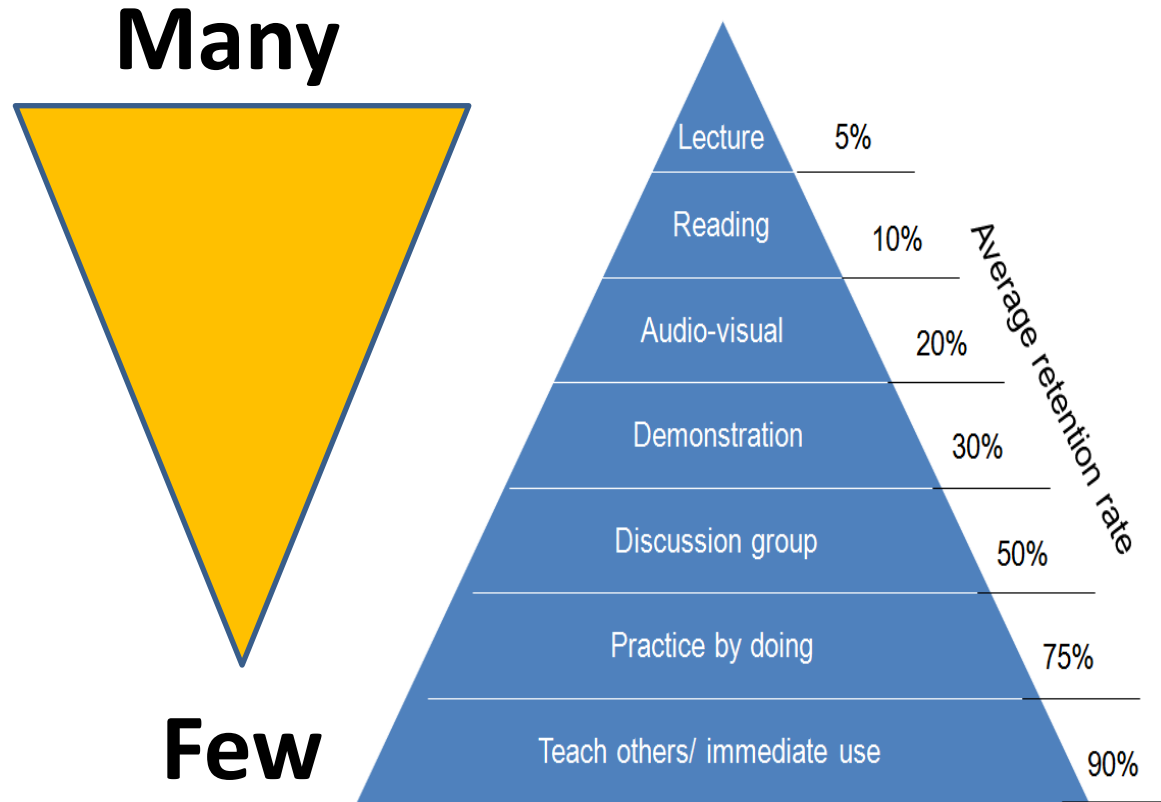 Many
Lecture 5%
Reading 10%
Audio-visual 20%
Demonstration 30%
Discussion group 50%
Practice by doing 75%
Teach others/ immediate use 90%
Average retention rate
Few